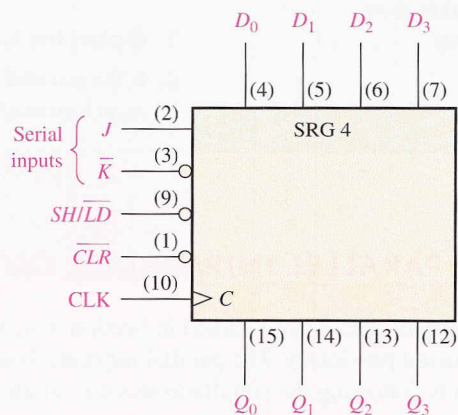 D₀ D₁ D₂ D₃
(4) (5) (6) (7)
SRG 4
Serial inputs
J (2)
K̅ (3)
SH/L̅D̅ (9)
C̅L̅R̅ (1)
CLK (10) C
(15) (14) (13) (12)
Q₀ Q₁ Q₂ Q₃